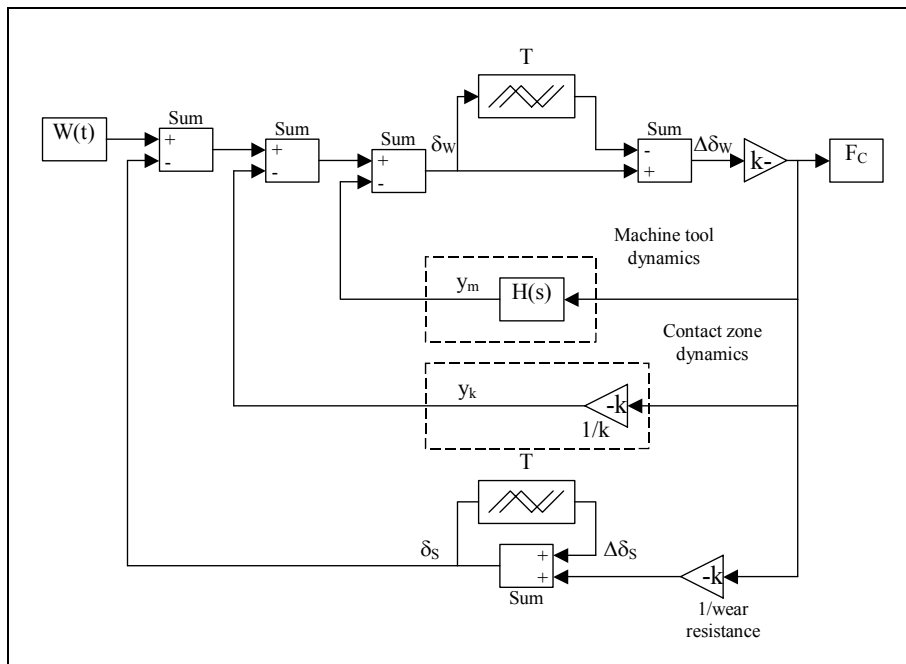 T
W(t)
Sum
+
-
Sum
+
-
Sum
+
-
δW
Sum
-
+
ΔδW
k-
FC
Machine tool
dynamics
ym
H(s)
Contact zone
dynamics
yk
-k
1/k
T
δS
+
+
Sum
ΔδS
-k
1/wear
resistance